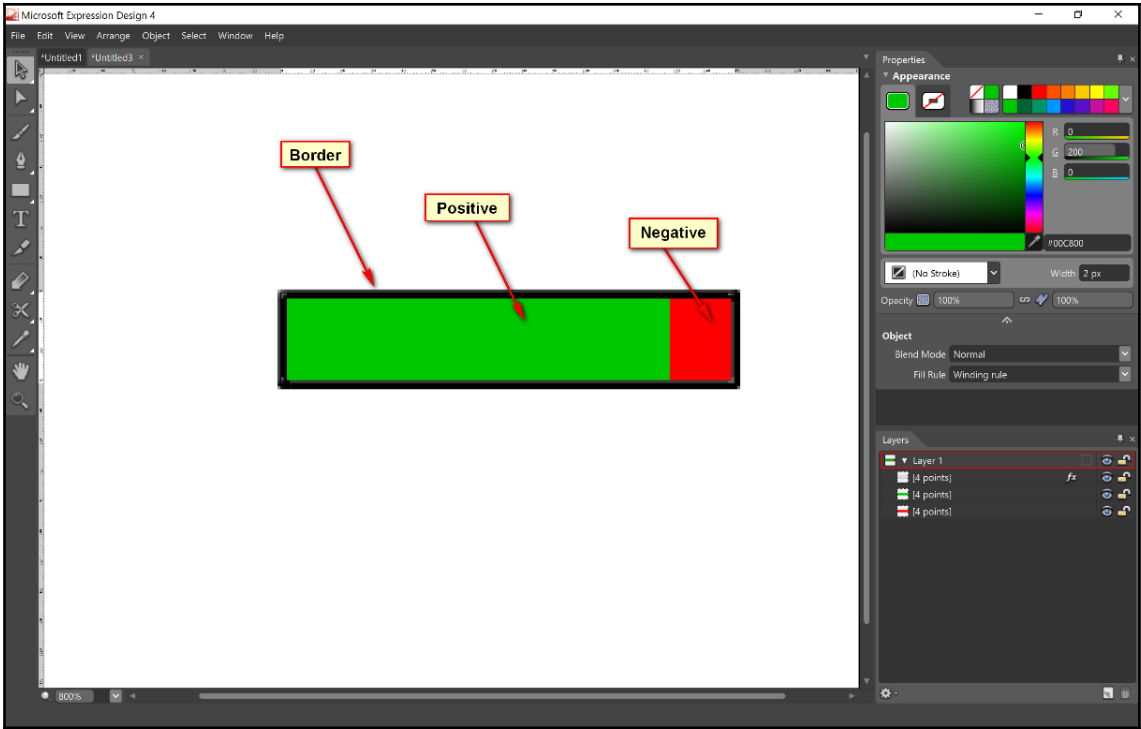 Microsoft Expression Design 4
File Edit View Arrange Object Select Window Help
*Untitled1 *Untitled3 ×
Properties
Appearance
R 0
G 200
B 0
#00C800
(No Stroke) Width 2 px
Opacity 100% 100%
Object
Blend Mode Normal
Fill Rule Winding rule
Border
Positive
Negative
Layers
Layer 1
[4 points] fx
[4 points]
[4 points]
800%